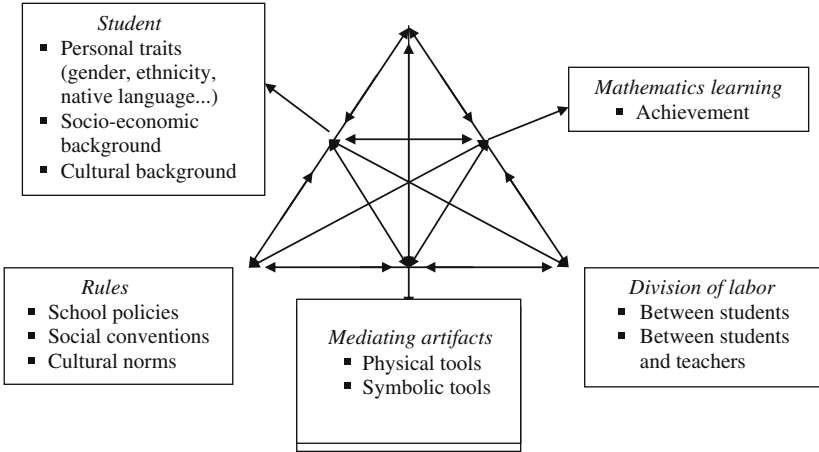 Student
▪ Personal traits
(gender, ethnicity,
native language...)
▪ Socio-economic
background
▪ Cultural background
Mathematics learning
▪ Achievement
Rules
▪ School policies
▪ Social conventions
▪ Cultural norms
Mediating artifacts
▪ Physical tools
▪ Symbolic tools
Division of labor
▪ Between students
▪ Between students
and teachers